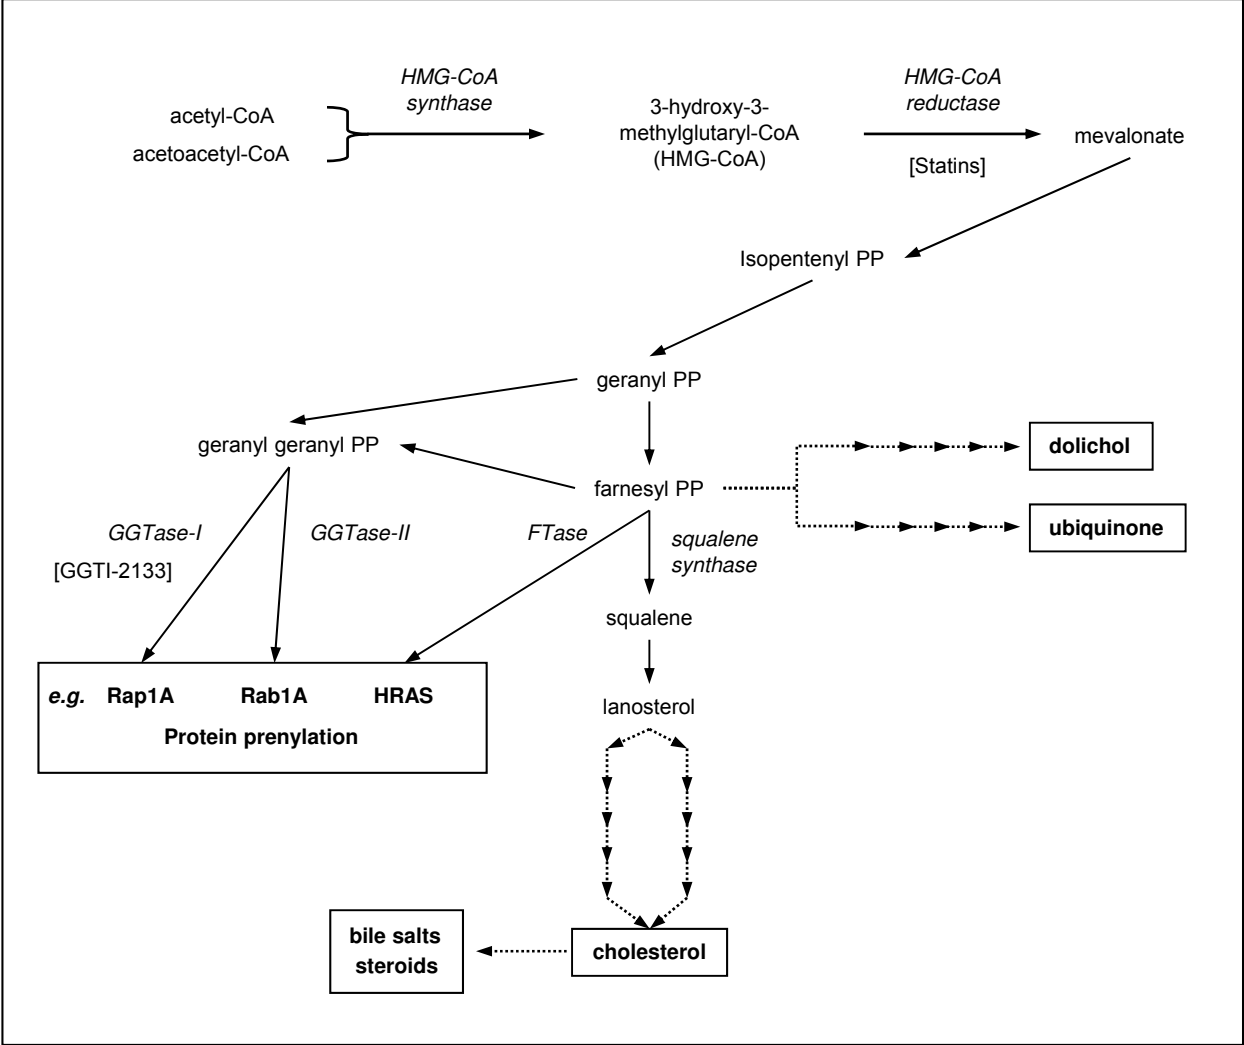 HMG-CoA
synthase
HMG-CoA
reductase
acetyl-CoA
acetoacetyl-CoA
3-hydroxy-3-
methylglutaryl-CoA
(HMG-CoA)
mevalonate
[Statins]
Isopentenyl PP
geranyl PP
geranyl geranyl PP
farnesyl PP
dolichol
ubiquinone
GGTase-I
[GGTI-2133]
GGTase-II
FTase
squalene
synthase
squalene
e.g. Rap1A Rab1A HRAS
Protein prenylation
lanosterol
bile salts
steroids
cholesterol